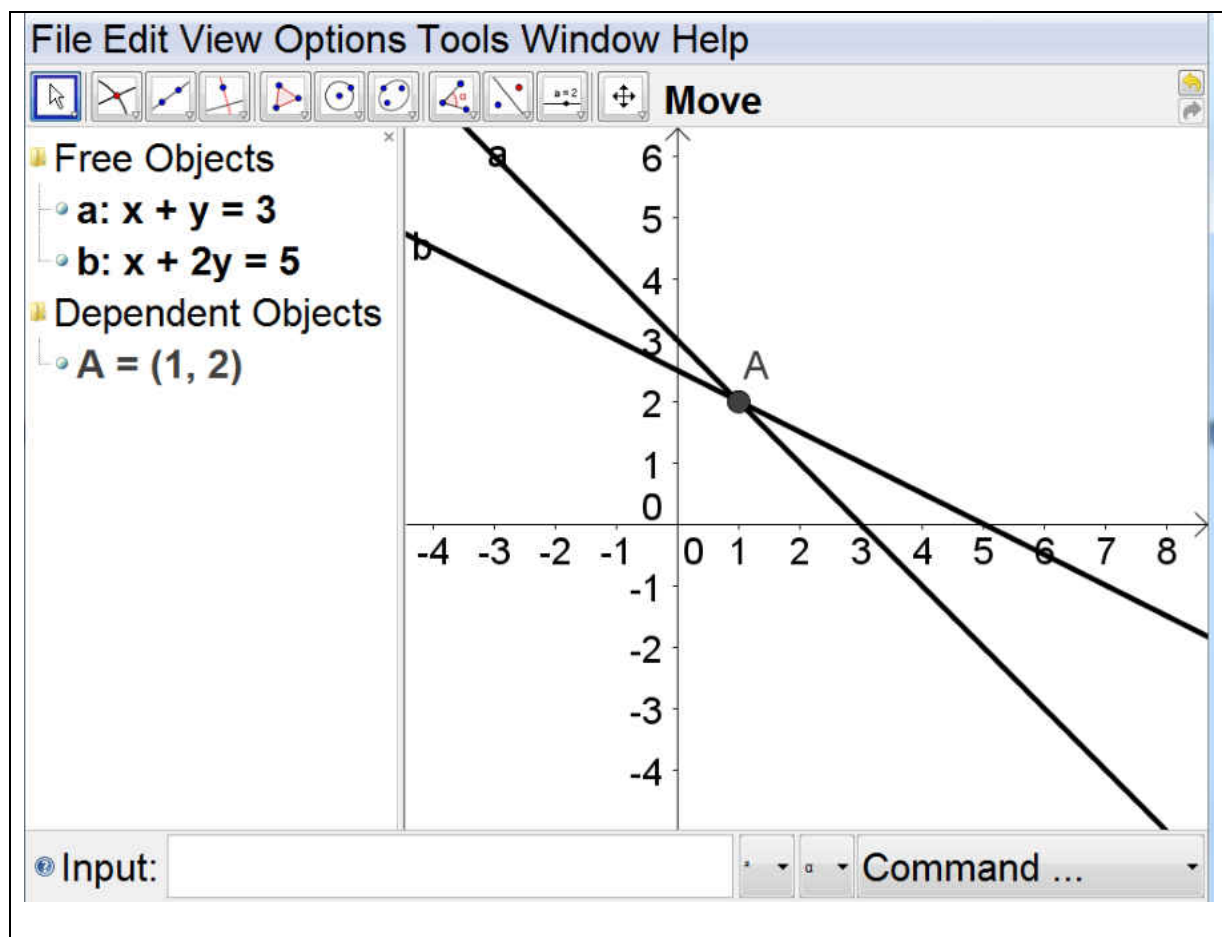 File Edit View Options Tools Window Help
a=2
Move
Free Objects
a: x + y = 3
b: x + 2y = 5
Dependent Objects
A = (1, 2)
a
b
A
6
5
4
3
2
1
0
-4 -3 -2 -1 0 1 2 3 4 5 6 7 8
-1
-2
-3
-4
Input:
α
Command ...